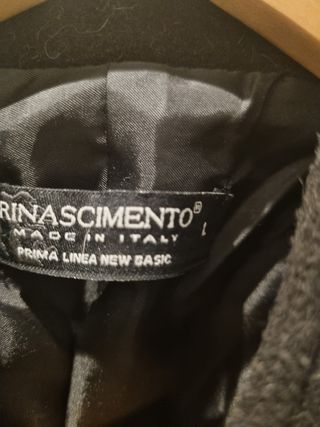 RINASCIMENTO®
MADE IN ITALY L
PRIMA LINEA NEW BASIC